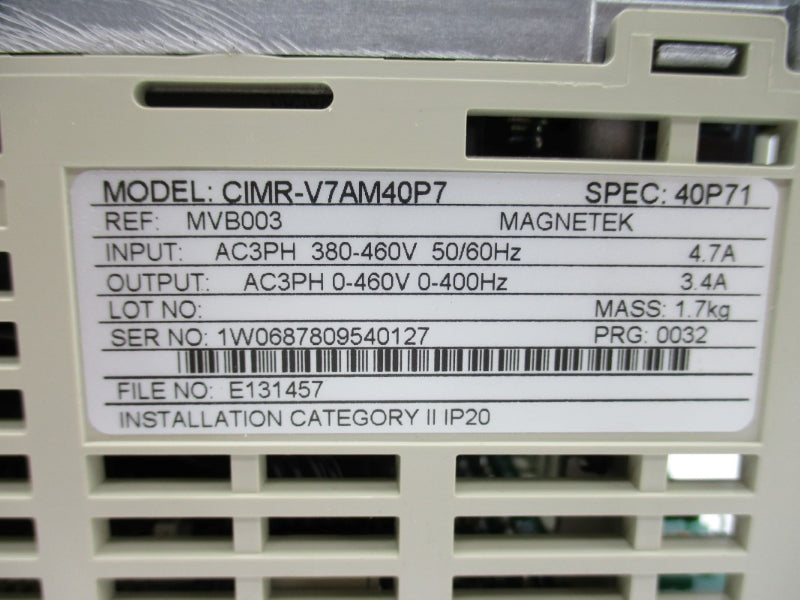 MODEL: CIMR-V7AM40P7 SPEC: 40P71
REF: MVB003 MAGNETEK
INPUT: AC3PH 380-460V 50/60Hz 4.7A
OUTPUT: AC3PH 0-460V 0-400Hz 3.4A
LOT NO: MASS: 1.7kg
SER NO: 1W0687809540127 PRG: 0032
FILE NO: E131457
INSTALLATION CATEGORY II IP20